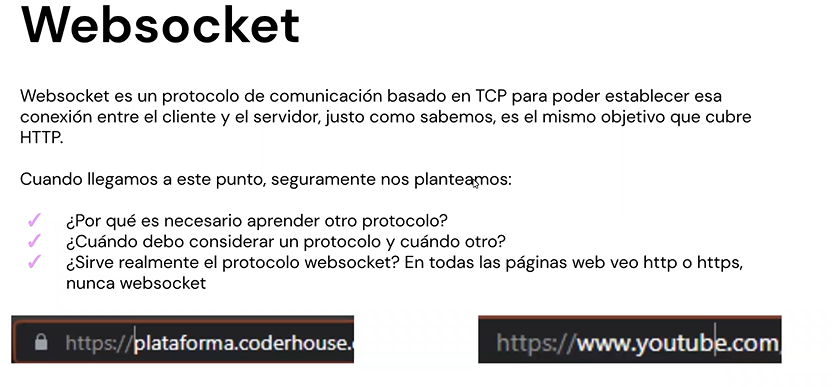 Websocket
Websocket es un protocolo de comunicación basado en TCP para poder establecer esa
conexión entre el cliente y el servidor, justo como sabemos, es el mismo objetivo que cubre
HTTP.
Cuando llegamos a este punto, seguramente nos planteamos:
✓ ¿Por qué es necesario aprender otro protocolo?
✓ ¿Cuándo debo considerar un protocolo y cuándo otro?
✓ ¿Sirve realmente el protocolo websocket? En todas las páginas web veo http o https,
nunca websocket
https://plataforma.coderhouse.
https://www.youtube.com